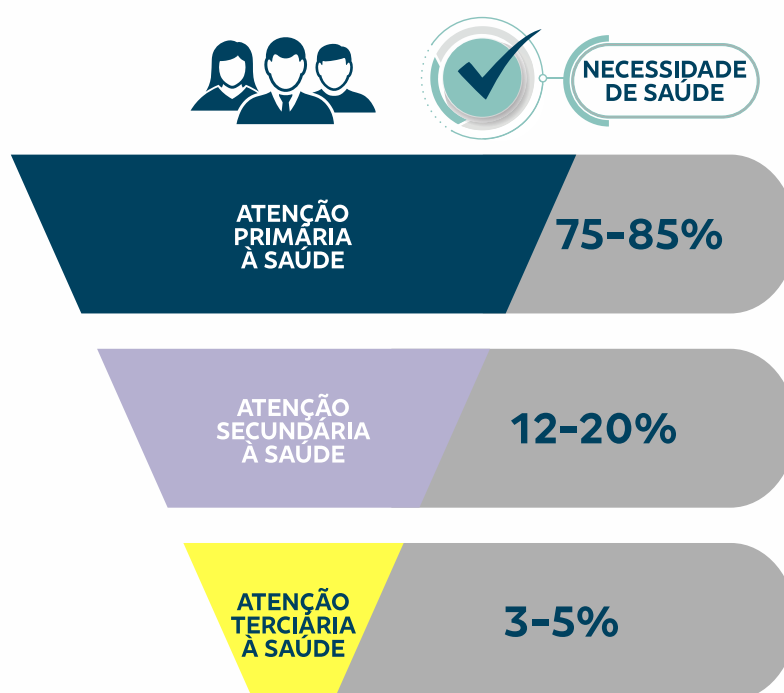 NECESSIDADE
DE SAÚDE
ATENÇÃO
PRIMÁRIA
À SAÚDE
75-85%
ATENÇÃO
SECUNDÁRIA
À SAÚDE
12-20%
ATENÇÃO
TERCIÁRIA
À SAÚDE
3-5%